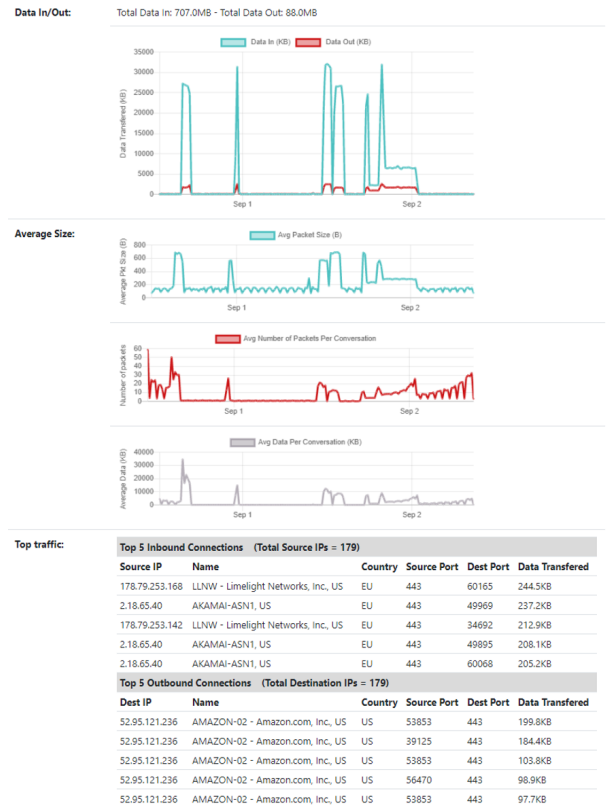 Data In/Out: Total Data In: 707.0MB - Total Data Out: 88.0MB
Data In (KB) Data Out (KB)
Data Transfered (KB)
35000
30000
25000
20000
15000
10000
5000
0
Sep 1 Sep 2
Average Size:
Avg Packet Size (B)
Average Pkt Size (B)
800
600
400
200
0
Sep 1 Sep 2
Avg Number of Packets Per Conversation
Number of packets
60
50
40
30
20
10
0
Sep 1 Sep 2
Avg Data Per Conversation (KB)
Average Data (KB)
40000
30000
20000
10000
0
Sep 1 Sep 2
Top traffic:
Top 5 Inbound Connections (Total Source IPs = 179)
Source IP Name Country Source Port Dest Port Data Transfered
178.79.253.168 LLNW - Limelight Networks, Inc., US EU 443 60165 244.5KB
2.18.65.40 AKAMAI-ASN1, US EU 443 49969 237.2KB
178.79.253.142 LLNW - Limelight Networks, Inc., US EU 443 34692 212.9KB
2.18.65.40 AKAMAI-ASN1, US EU 443 49895 208.1KB
2.18.65.40 AKAMAI-ASN1, US EU 443 60068 205.2KB
Top 5 Outbound Connections (Total Destination IPs = 179)
Dest IP Name Country Source Port Dest Port Data Transfered
52.95.121.236 AMAZON-02 - Amazon.com, Inc., US US 53853 443 199.8KB
52.95.121.236 AMAZON-02 - Amazon.com, Inc., US US 39125 443 184.4KB
52.95.121.236 AMAZON-02 - Amazon.com, Inc., US US 53853 443 103.8KB
52.95.121.236 AMAZON-02 - Amazon.com, Inc., US US 56470 443 98.9KB
52.95.121.236 AMAZON-02 - Amazon.com, Inc., US US 53853 443 97.7KB